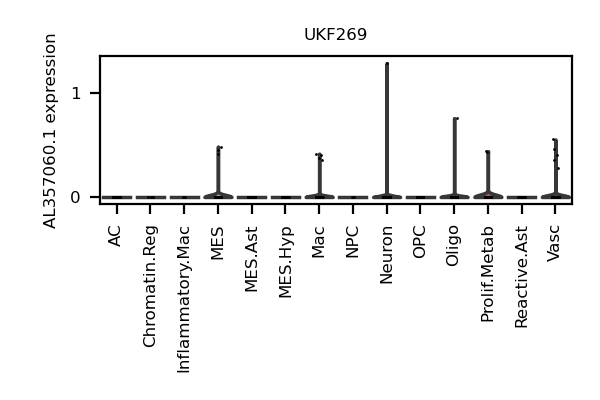 UKF269
AL357060.1 expression
1
0
AC
Chromatin.Reg
Inflammatory.Mac
MES
MES.Ast
MES.Hyp
Mac
NPC
Neuron
OPC
Oligo
Prolif.Metab
Reactive.Ast
Vasc